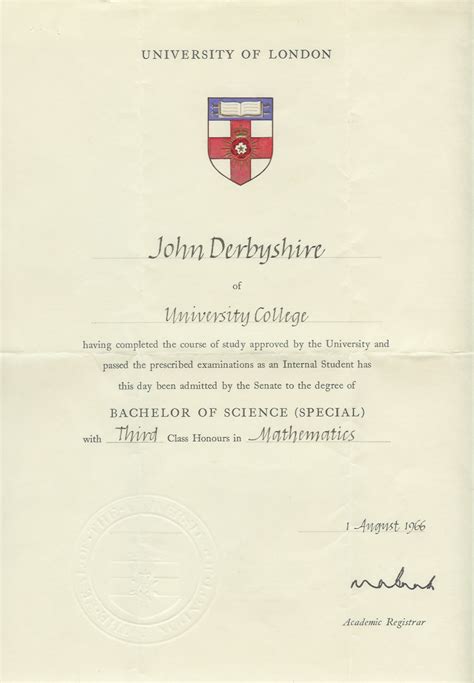 UNIVERSITY OF LONDON
John Derbyshire
of
University College
having completed the course of study approved by the University and
passed the prescribed examinations as an Internal Student has
this day been admitted by the Senate to the degree of
BACHELOR OF SCIENCE (SPECIAL)
with Third Class Honours in Mathematics
1 August 1966
Academic Registrar